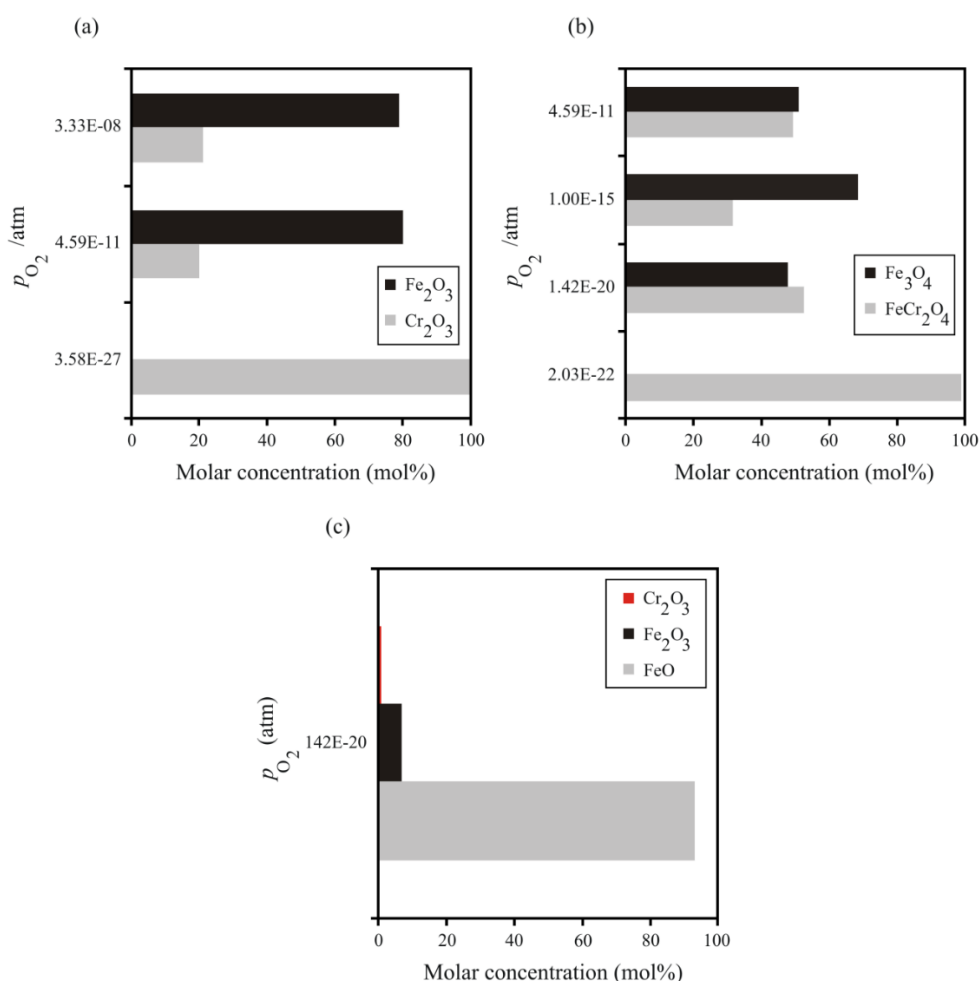 (a)
3.33E-08
4.59E-11
3.58E-27
pO2 /atm
Fe2O3
Cr2O3
0 20 40 60 80 100
Molar concentration (mol%)
(b)
4.59E-11
1.00E-15
1.42E-20
2.03E-22
pO2 /atm
Fe3O4
FeCr2O4
0 20 40 60 80 100
Molar concentration (mol%)
(c)
Cr2O3
Fe2O3
FeO
pO2 (atm)
142E-20
0 20 40 60 80 100
Molar concentration (mol%)